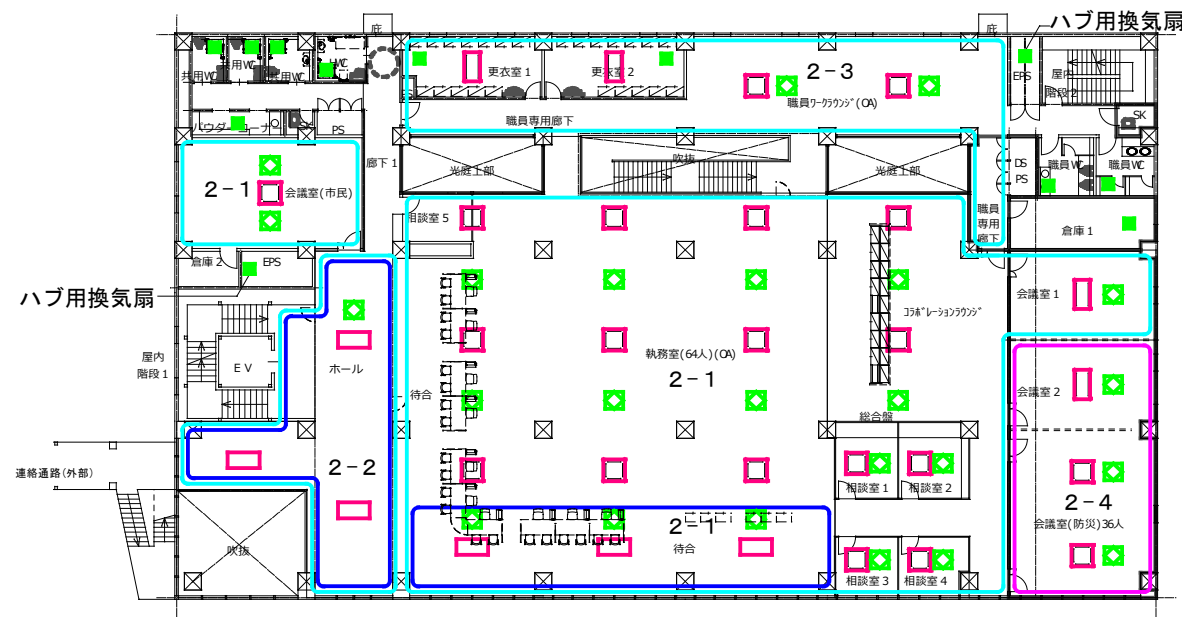 ハブ用換気扇
庇
庇
共用WC
共用WC
共用WC
HWC
更衣室1
更衣室2
2-3
EPS
屋内
階段2
職員ワークラウンジ(OA)
パウダーコーナー
SK
PS
職員専用廊下
SK
廊下1
吹抜
光庭上部
光庭上部
DS
PS
職員WC
職員WC
2-1
会議室(市民)
相談室5
職員
専用
廊下
倉庫1
倉庫2
EPS
ハブ用換気扇
会議室1
コラボレーションラウンジ
屋内
階段1
EV
ホール
執務室(64人)(OA)
2-1
待合
会議室2
総合盤
連絡通路(外部)
2-2
相談室1
相談室2
2-4
会議室(防災)36人
2-1
待合
吹抜
相談室3
相談室4